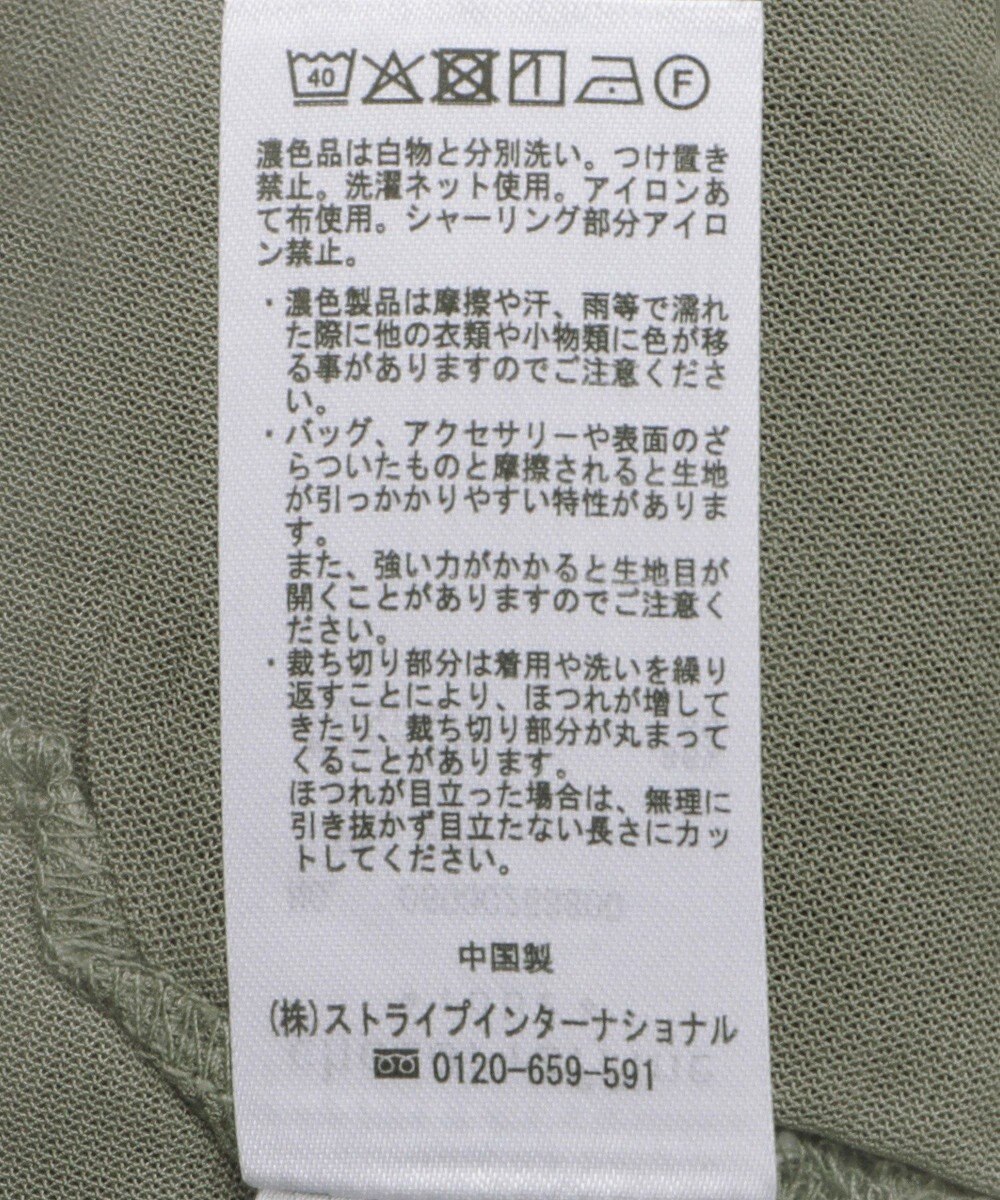 40 1 F
濃色品は白物と分別洗い。つけ置き
禁止。洗濯ネット使用。アイロンあ
て布使用。シャーリング部分アイロ
ン禁止。
・濃色製品は摩擦や汗、雨等で濡れ
た際に他の衣類や小物類に色が移
る事がありますのでご注意くださ
い。
・バッグ、アクセサリーや表面のざ
らついたものと摩擦されると生地
が引っかかりやすい特性がありま
す。
また、強い力がかかると生地目が
開くことがありますのでご注意く
ださい。
・裁ち切り部分は着用や洗いを繰り
返すことにより、ほつれが増して
きたり、裁ち切り部分が丸まって
くることがあります。
ほつれが目立った場合は、無理に
引き抜かず目立たない長さにカッ
トしてください。
中国製
(株)ストライプインターナショナル
0120-659-591